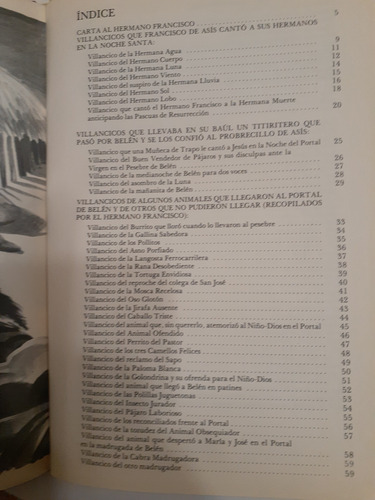 ÍNDICE
CARTA AL HERMANO FRANCISCO 5
VILLANCICOS QUE FRANCISCO DE ASÍS CANTÓ A SUS HERMANOS
EN LA NOCHE SANTA:
Villancico de la Hermana Agua 9
Villancico del Hermano Cuerpo 11
Villancico de la Hermana Luna 12
Villancico del Hermano Viento 14
Villancico del suspiro de la Hermana Lluvia 15
Villancico del Hermano Sol 16
Villancico del Hermano Lobo 18
Villancico que cantó el Hermano Francisco a la Hermana Muerte
anticipando las Pascuas de Resurrección 20
VILLANCICOS QUE LLEVABA EN SU BAÚL UN TITIRITERO QUE
PASÓ POR BELÉN Y SE LOS CONFIÓ AL PROBRECILLO DE ASÍS:
Villancico que una Muñeca de Trapo le cantó a Jesús en la Noche del Portal 25
Villancico del Buen Vendedor de Pájaros y sus disculpas ante la
Virgen en el Pesebre de Belén 26
Villancico de la medianoche de Belén para dos voces 27
Villancico del asombro de la Luna 28
Villancico de la mañanita de Belén 29
VILLANCICOS DE ALGUNOS ANIMALES QUE LLEGARON AL PORTAL
DE BELÉN Y DE OTROS QUE NO PUDIERON LLEGAR (RECOPILADOS
POR EL HERMANO FRANCISCO):
Villancico del Burrito que lloró cuando lo llevaron al pesebre 33
Villancico de la Gallina Sabedora 34
Villancico de los Pollitos 35
Villancico del Asno Porfiado 36
Villancico de la Langosta Ferrocarrilera 37
Villancico de la Rana Desobediente 38
Villancico de la Tortuga Envidiosa 39
Villancico del reproche del colega de San José 40
Villancico de la Mosca Recelosa 41
Villancico del Oso Glotón 42
Villancico de la Jirafa Ausente 43
Villancico del Caballo Triste 44
Villancico del animal que, sin quererlo, atemorizó al Niño-Dios en el Portal 45
Villancico del Animal Ofendido 46
Villancico del Perrito del Pastor 47
Villancico de los tres Camellos Felices 48
Villancico del reclamo del Sapo 49
Villancico de la Paloma Blanca 50
Villancico de la Golondrina y su ofrenda para el Niño-Dios 51
Villancico del animal que llegó a Belén en patines 52
Villancico de las Polillas Juguetonas 53
Villancico del Insecto Jurador 54
Villancico del Pájaro Laborioso 55
Villancico de los reconciliados frente al Portal 56
Villancico de la tozudez del Animal Obsequiador 57
Villancico del animal que despertó a María y José en el Portal
en la madrugada de Belén 58
Villancico de la Cabra Madrugadora 59
Villancico del otro madrugador 59